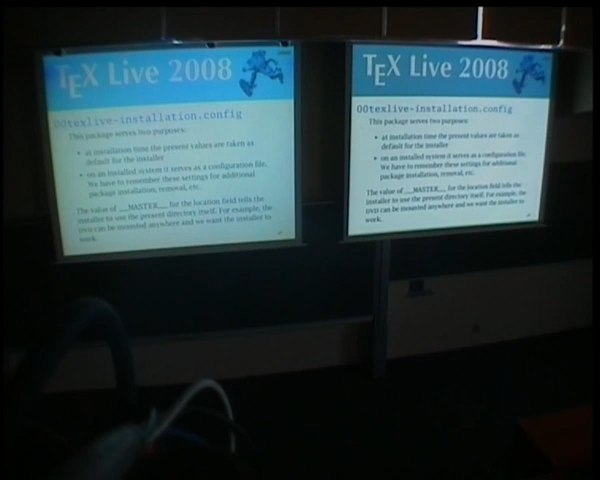 TEX Live 2008
00texlive-installation.config
This package serves two purposes:
• at installation time the present values are taken as
default for the installer
• on an installed system it serves as a configuration file.
We have to remember these settings for additional
package installation, removal, etc.
The value of __MASTER__ for the location field tells the
installer to use the present directory itself. For example, the
DVD can be mounted anywhere and we want the installer to
work.
TEX Live 2008
00texlive-installation.config
This package serves two purposes:
• at installation time the present values are taken as
default for the installer
• on an installed system it serves as a configuration file.
We have to remember these settings for additional
package installation, removal, etc.
The value of __MASTER__ for the location field tells the
installer to use the present directory itself. For example, the
DVD can be mounted anywhere and we want the installer to
work.